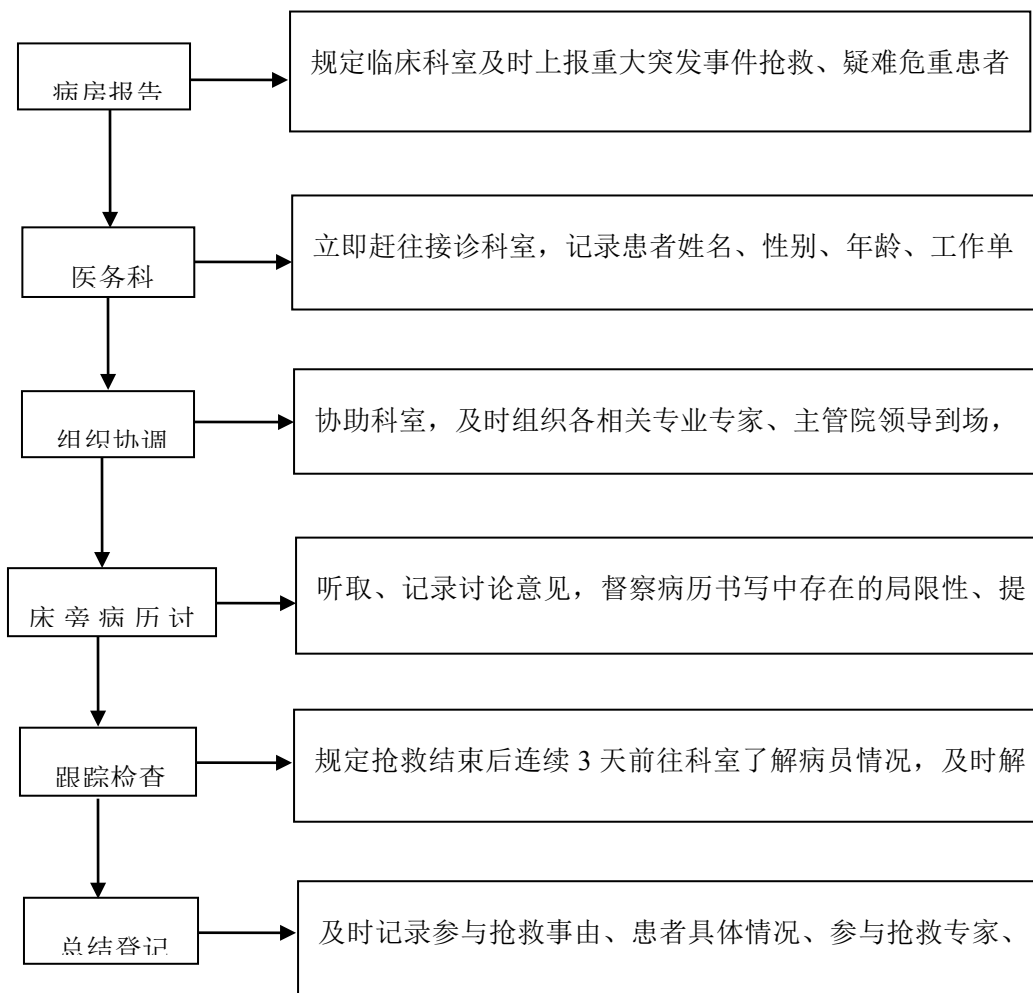 病房报告
规定临床科室及时上报重大突发事件抢救、疑难危重患者
医务科
立即赶往接诊科室，记录患者姓名、性别、年龄、工作单
组织协调
协助科室，及时组织各相关专业专家、主管院领导到场，
床旁病历讨
听取、记录讨论意见，督察病历书写中存在的局限性、提
跟踪检查
规定抢救结束后连续 3 天前往科室了解病员情况，及时解
总结登记
及时记录参与抢救事由、患者具体情况、参与抢救专家、